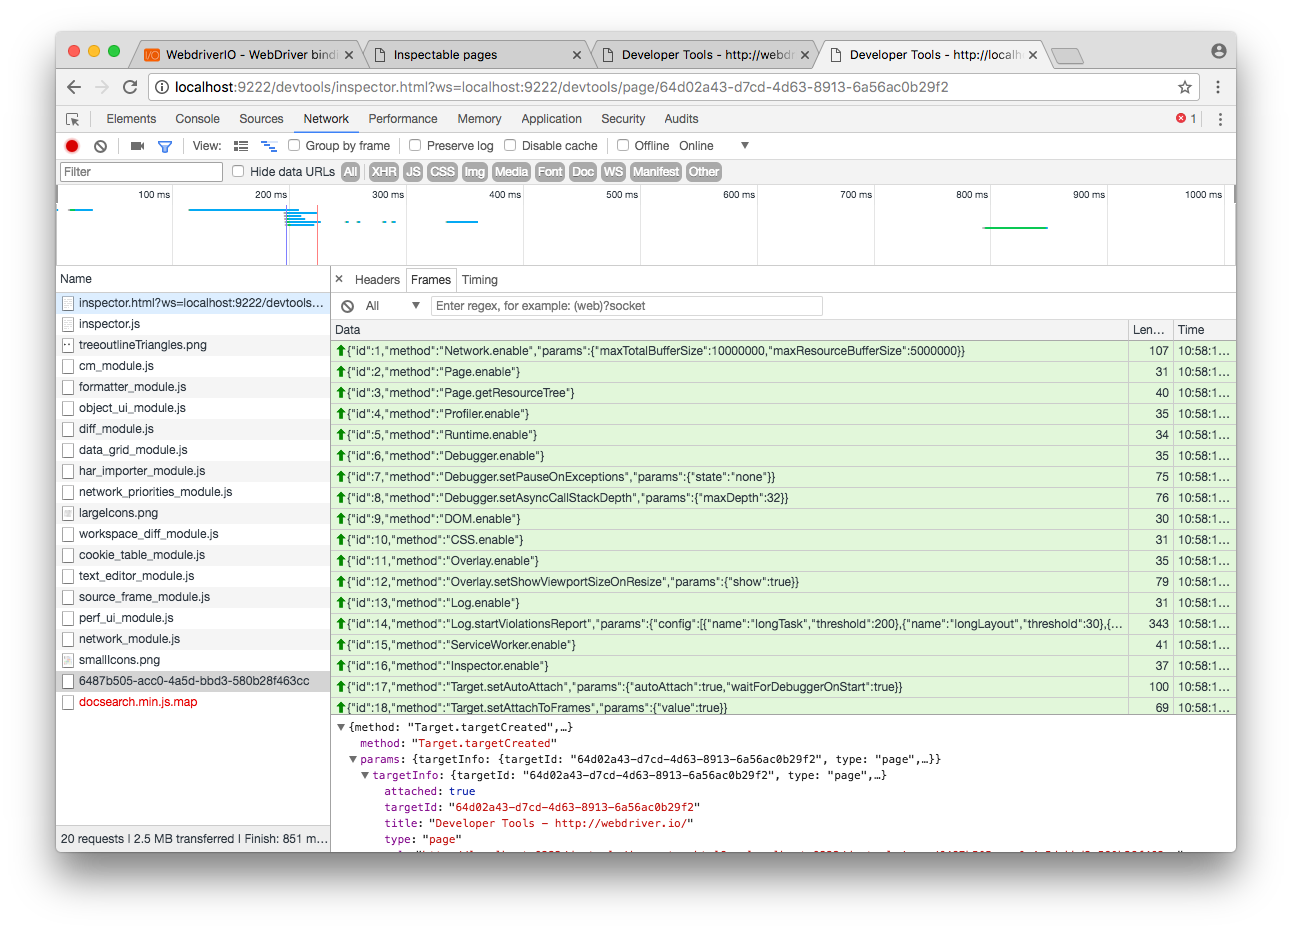 WebdriverIO - WebDriver bind
Inspectable pages
Developer Tools - http://webdr
Developer Tools - http://localh
localhost:9222/devtools/inspector.html?ws=localhost:9222/devtools/page/64d02a43-d7cd-4d63-8913-6a56ac0b29f2
Elements Console Sources Network Performance Memory Application Security Audits 1
View: Group by frame Preserve log Disable cache Offline Online
Filter Hide data URLs All XHR JS CSS Img Media Font Doc WS Manifest Other
100 ms 200 ms 300 ms 400 ms 500 ms 600 ms 700 ms 800 ms 900 ms 1000 ms
Name
inspector.html?ws=localhost:9222/devtools...
inspector.js
treeoutlineTriangles.png
cm_module.js
formatter_module.js
object_ui_module.js
diff_module.js
data_grid_module.js
har_importer_module.js
network_priorities_module.js
largeIcons.png
workspace_diff_module.js
cookie_table_module.js
text_editor_module.js
source_frame_module.js
perf_ui_module.js
network_module.js
smallIcons.png
6487b505-acc0-4a5d-bbd3-580b28f463cc
docsearch.min.js.map
20 requests | 2.5 MB transferred | Finish: 851 m...
× Headers Frames Timing
All Enter regex, for example: (web)?socket
Data Len... Time
{"id":1,"method":"Network.enable","params":{"maxTotalBufferSize":10000000,"maxResourceBufferSize":5000000}} 107 10:58:1...
{"id":2,"method":"Page.enable"} 31 10:58:1...
{"id":3,"method":"Page.getResourceTree"} 40 10:58:1...
{"id":4,"method":"Profiler.enable"} 35 10:58:1...
{"id":5,"method":"Runtime.enable"} 34 10:58:1...
{"id":6,"method":"Debugger.enable"} 35 10:58:1...
{"id":7,"method":"Debugger.setPauseOnExceptions","params":{"state":"none"}} 75 10:58:1...
{"id":8,"method":"Debugger.setAsyncCallStackDepth","params":{"maxDepth":32}} 76 10:58:1...
{"id":9,"method":"DOM.enable"} 30 10:58:1...
{"id":10,"method":"CSS.enable"} 31 10:58:1...
{"id":11,"method":"Overlay.enable"} 35 10:58:1...
{"id":12,"method":"Overlay.setShowViewportSizeOnResize","params":{"show":true}} 79 10:58:1...
{"id":13,"method":"Log.enable"} 31 10:58:1...
{"id":14,"method":"Log.startViolationsReport","params":{"config":[{"name":"longTask","threshold":200},{"name":"longLayout","threshold":30},{... 343 10:58:1...
{"id":15,"method":"ServiceWorker.enable"} 41 10:58:1...
{"id":16,"method":"Inspector.enable"} 37 10:58:1...
{"id":17,"method":"Target.setAutoAttach","params":{"autoAttach":true,"waitForDebuggerOnStart":true}} 100 10:58:1...
{"id":18,"method":"Target.setAttachToFrames","params":{"value":true}} 69 10:58:1...
{method: "Target.targetCreated",…}
method: "Target.targetCreated"
params: {targetInfo: {targetId: "64d02a43-d7cd-4d63-8913-6a56ac0b29f2", type: "page",…}}
targetInfo: {targetId: "64d02a43-d7cd-4d63-8913-6a56ac0b29f2", type: "page",…}
attached: true
targetId: "64d02a43-d7cd-4d63-8913-6a56ac0b29f2"
title: "Developer Tools - http://webdriver.io/"
type: "page"